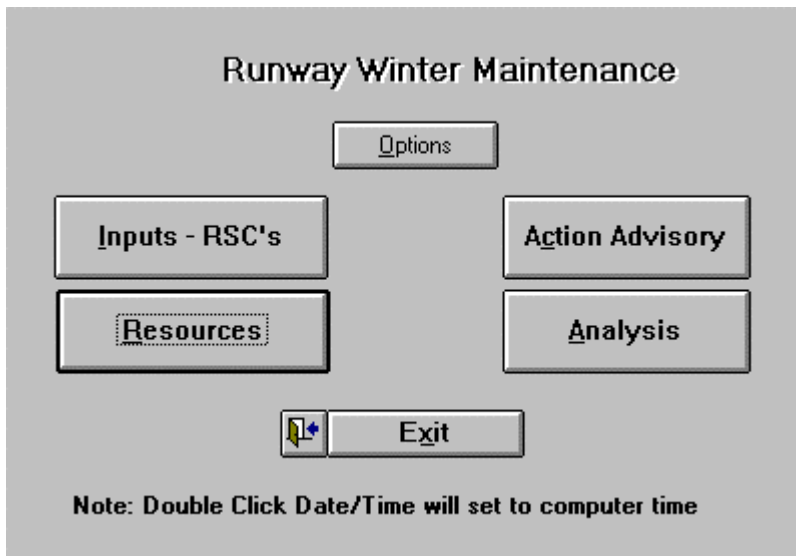 Runway Winter Maintenance
Options
Inputs - RSC's
Action Advisory
Resources
Analysis
Exit
Note: Double Click Date/Time will set to computer time